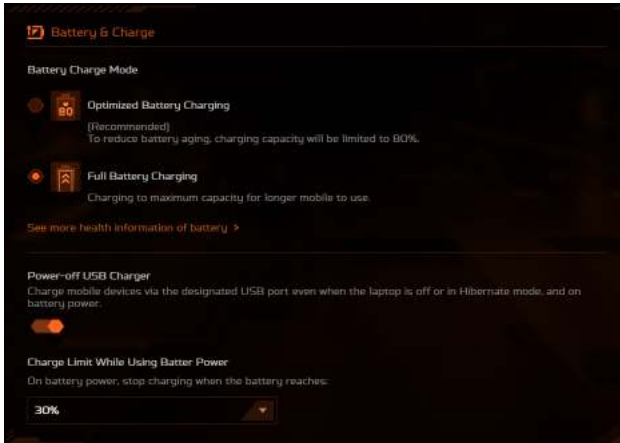 Battery & Charge
Battery Charge Mode
80
Optimized Battery Charging
(Recommended)
To reduce battery aging, charging capacity will be limited to 80%.
Full Battery Charging
Charging to maximum capacity for longer mobile to use.
See more health information of battery >
Power-off USB Charger
Charge mobile devices via the designated USB port even when the laptop is off or in Hibernate mode, and on
battery power.
Charge Limit While Using Batter Power
On battery power, stop charging when the battery reaches:
30%